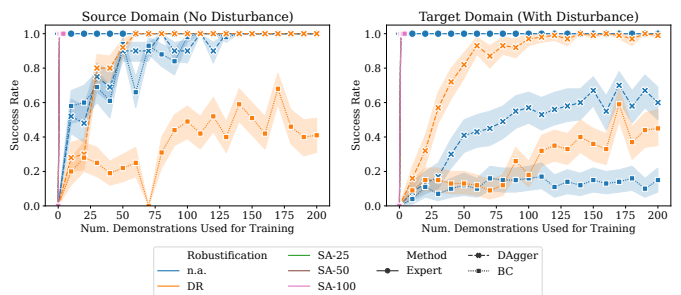 Source Domain (No Disturbance)
Target Domain (With Disturbance)
Success Rate
1.0
0.8
0.6
0.4
0.2
0.0
0 25 50 75 100 125 150 175 200
Num. Demonstrations Used for Training
Success Rate
1.0
0.8
0.6
0.4
0.2
0.0
0 25 50 75 100 125 150 175 200
Num. Demonstrations Used for Training
Robustification SA-25 Method DAgger
n.a. SA-50 Expert BC
DR SA-100